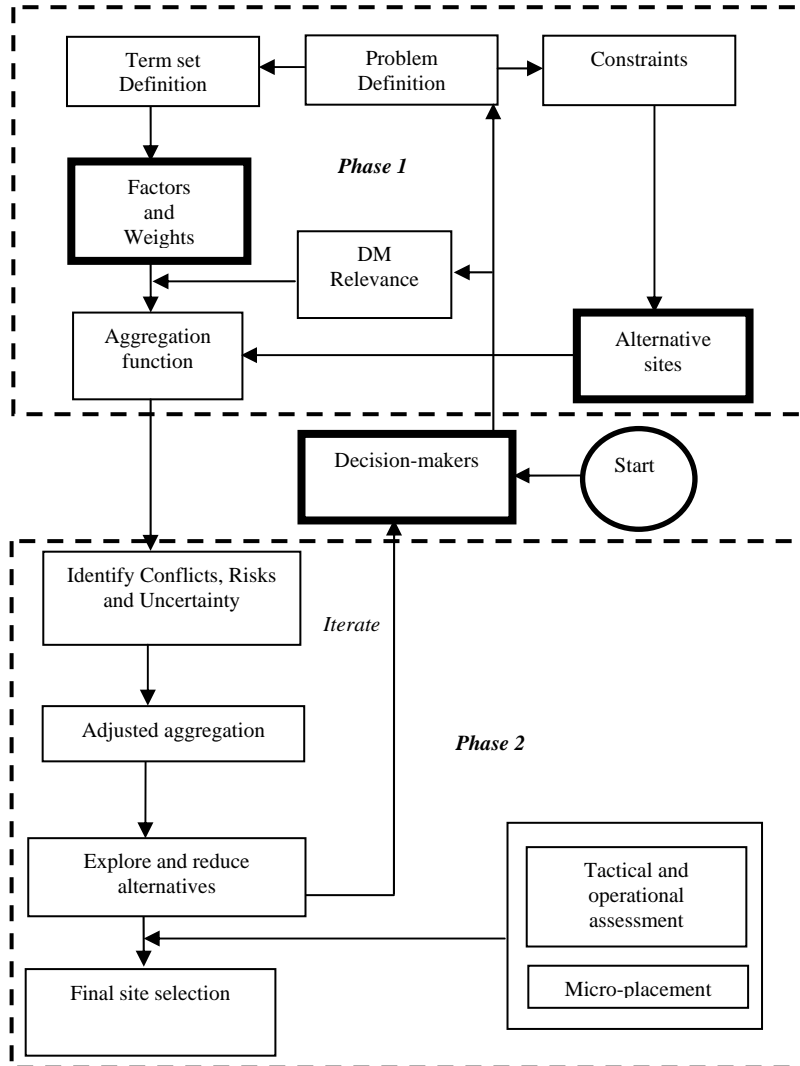 Term set
Definition
Problem
Definition
Constraints
Phase 1
Factors
and
Weights
DM
Relevance
Aggregation
function
Alternative
sites
Decision-makers
Start
Identify Conflicts, Risks
and Uncertainty
Iterate
Adjusted aggregation
Phase 2
Explore and reduce
alternatives
Tactical and
operational
assessment
Final site selection
Micro-placement